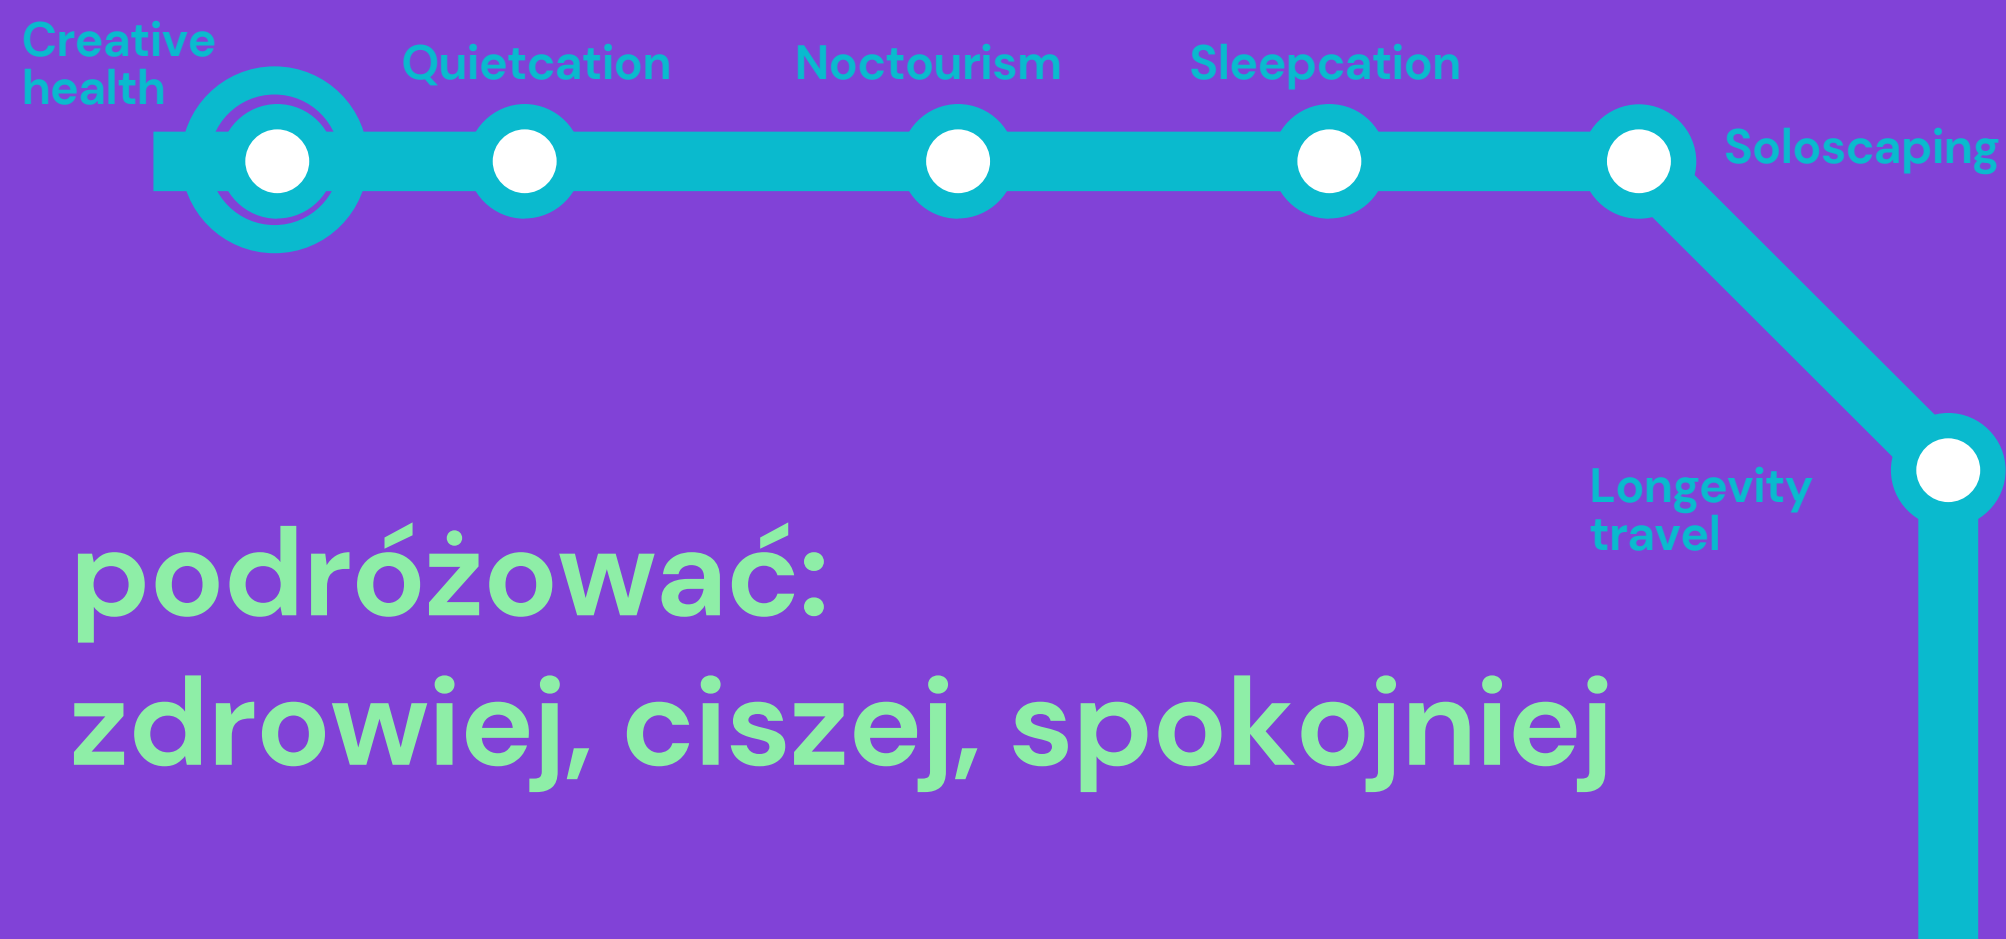 Creative
health
Quietcation
Noctourism
Sleepcation
Soloscaping
Longevity
travel
podróżować:
zdrowiej, ciszej, spokojniej